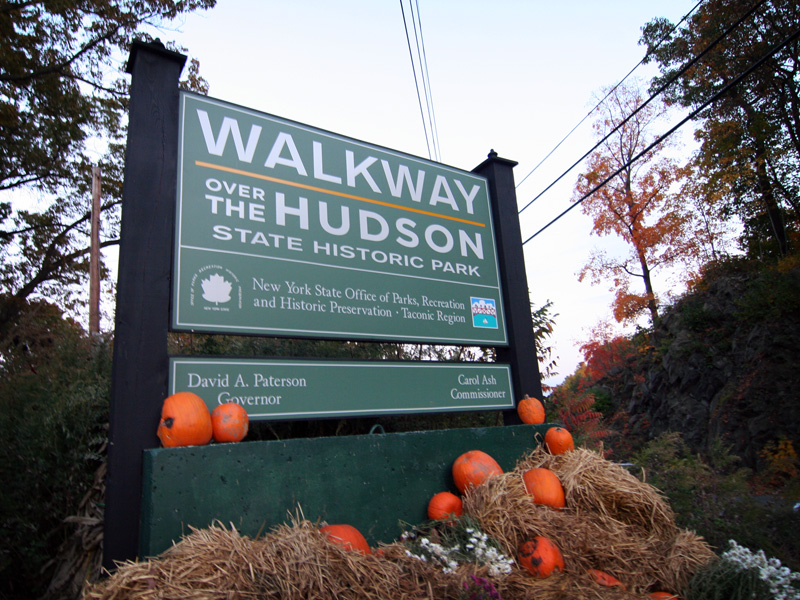 WALKWAY
OVER THE HUDSON
STATE HISTORIC PARK
New York State Office of Parks, Recreation
and Historic Preservation · Taconic Region
David A. Paterson
Governor
Carol Ash
Commissioner